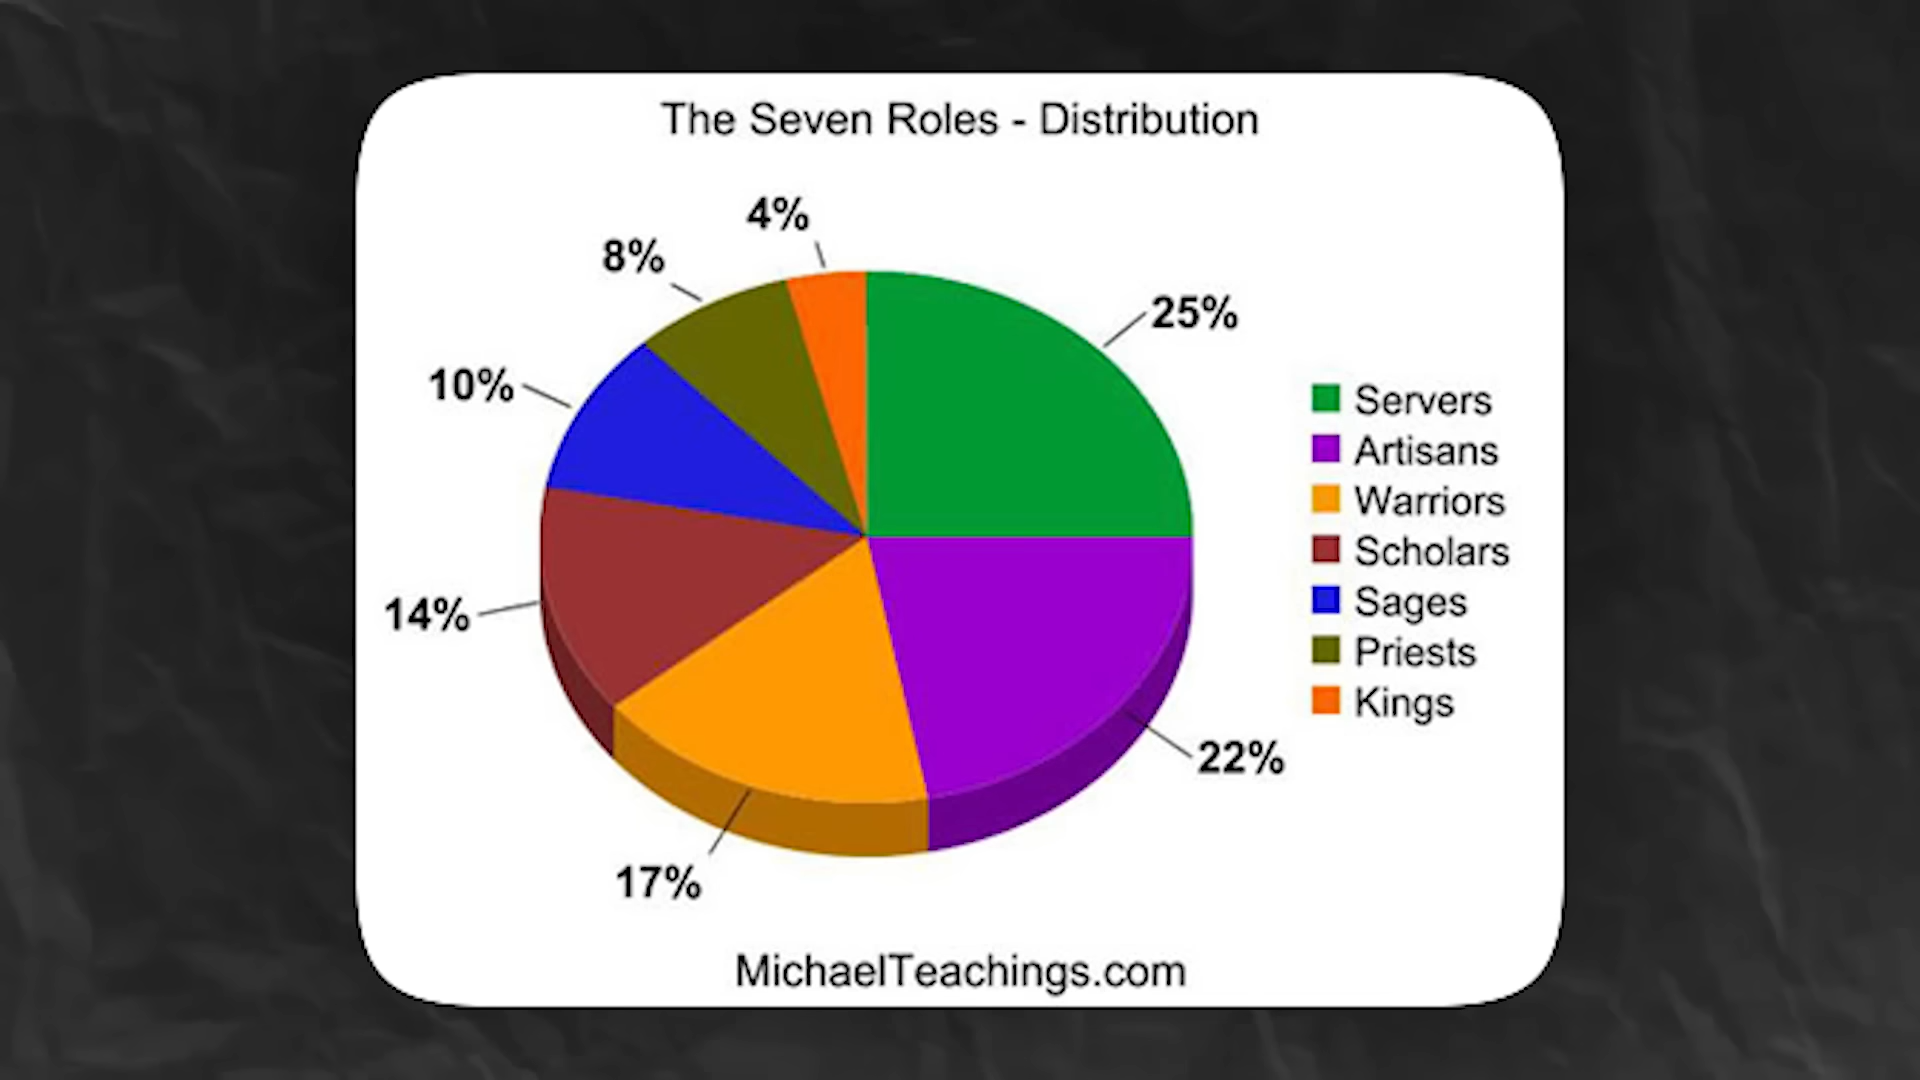 The Seven Roles - Distribution
4%
8%
25%
10%
14%
22%
17%
Servers
Artisans
Warriors
Scholars
Sages
Priests
Kings
MichaelTeachings.com